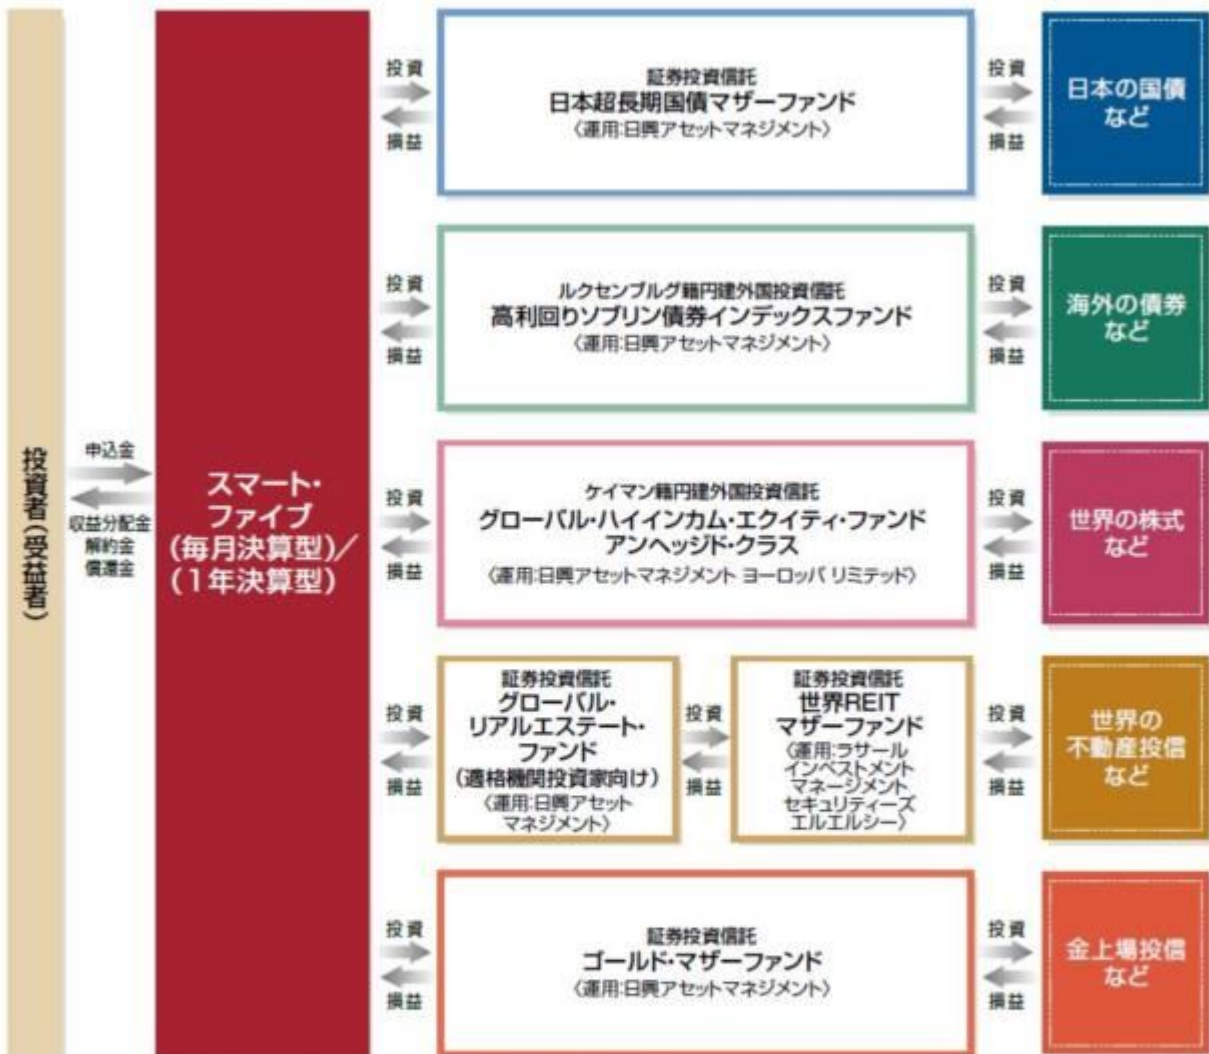 投資者(受益者)
申込金
収益分配金
解約金
償還金
スマート・
ファイブ
(毎月決算型)/
(1年決算型)
投資
損益
証券投資信託
日本超長期国債マザーファンド
〈運用:日興アセットマネジメント〉
投資
損益
日本の国債
など
投資
損益
ルクセンブルグ籍円建外国投資信託
高利回りソブリン債券インデックスファンド
〈運用:日興アセットマネジメント〉
投資
損益
海外の債券
など
投資
損益
ケイマン籍円建外国投資信託
グローバル・ハイインカム・エクイティ・ファンド
アンヘッジド・クラス
〈運用:日興アセットマネジメント ヨーロッパ リミテッド〉
投資
損益
世界の株式
など
投資
損益
証券投資信託
グローバル・
リアルエステート・
ファンド
(適格機関投資家向け)
〈運用:日興アセット
マネジメント〉
投資
損益
証券投資信託
世界REIT
マザーファンド
〈運用:ラサール
インベストメント
マネージメント
セキュリティーズ
エルエルシー〉
投資
損益
世界の
不動産投信
など
投資
損益
証券投資信託
ゴールド・マザーファンド
〈運用:日興アセットマネジメント〉
投資
損益
金上場投信
など